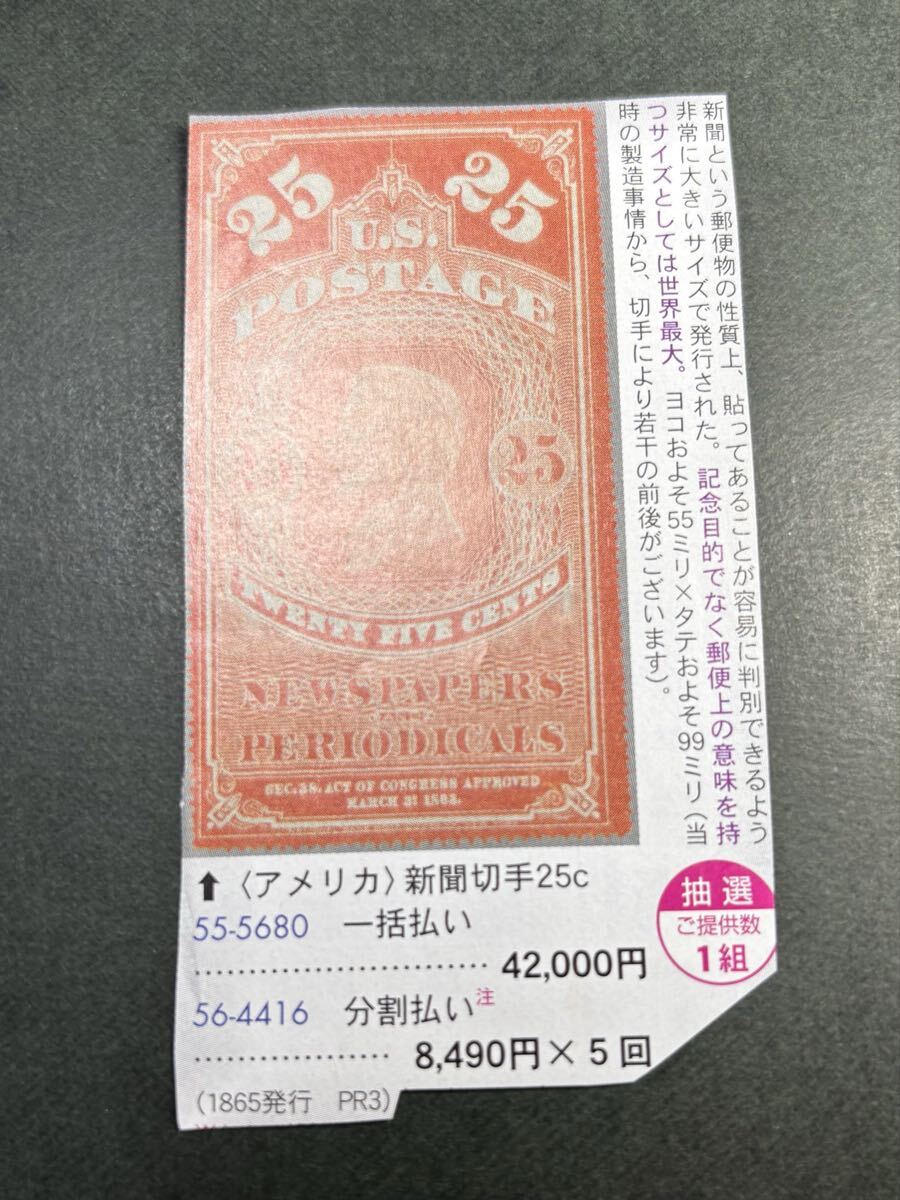 25
25
U.S.
POSTAGE
25
TWENTY FIVE CENTS
NEWSPAPERS
PERIODICALS
SEC. 38, ACT OF CONGRESS APPROVED
MARCH 3? 1863.
新聞という郵便物の性質上、貼ってあることが容易に判別できるよう
非常に大きいサイズで発行された。記念目的でなく郵便上の意味を持
つサイズとしては世界最大。ヨコおよそ55ミリ×タテおよそ99ミリ(当
時の製造事情から、切手により若干の前後がございます)。
⬆〈アメリカ〉新聞切手25c
55-5680 一括払い
42,000円
56-4416 分割払い注
8,490円×5回
(1865発行 PR3)
抽選
ご提供数
1組